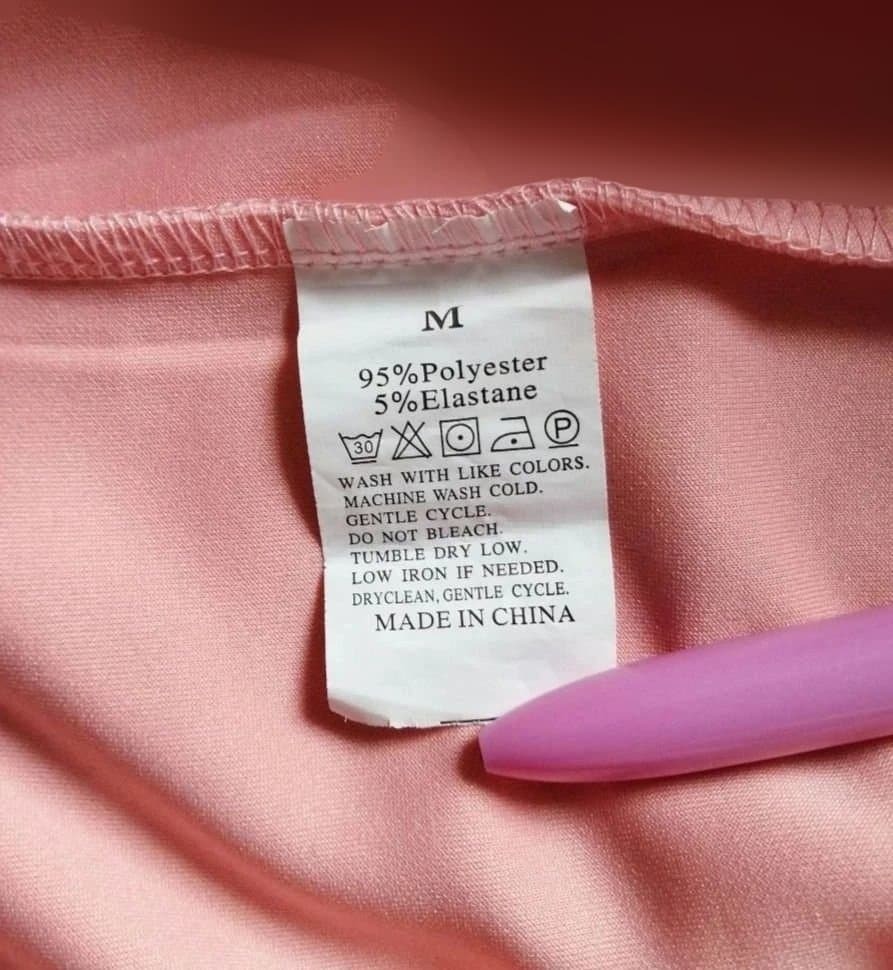 M
95%Polyester
5%Elastane
30 P
WASH WITH LIKE COLORS.
MACHINE WASH COLD.
GENTLE CYCLE.
DO NOT BLEACH.
TUMBLE DRY LOW.
LOW IRON IF NEEDED.
DRYCLEAN,GENTLE CYCLE.
MADE IN CHINA